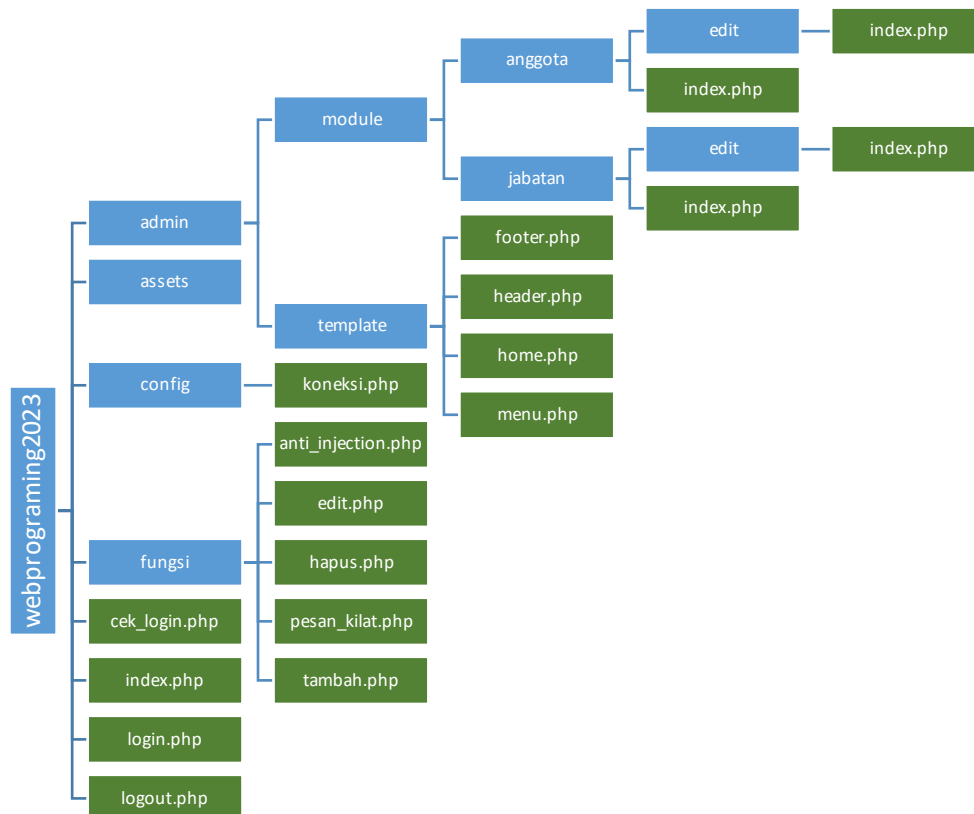 webprograming2023
admin
module
anggota
edit
index.php
index.php
jabatan
edit
index.php
index.php
template
footer.php
header.php
home.php
menu.php
assets
config
koneksi.php
fungsi
anti_injection.php
edit.php
hapus.php
pesan_kilat.php
tambah.php
cek_login.php
index.php
login.php
logout.php